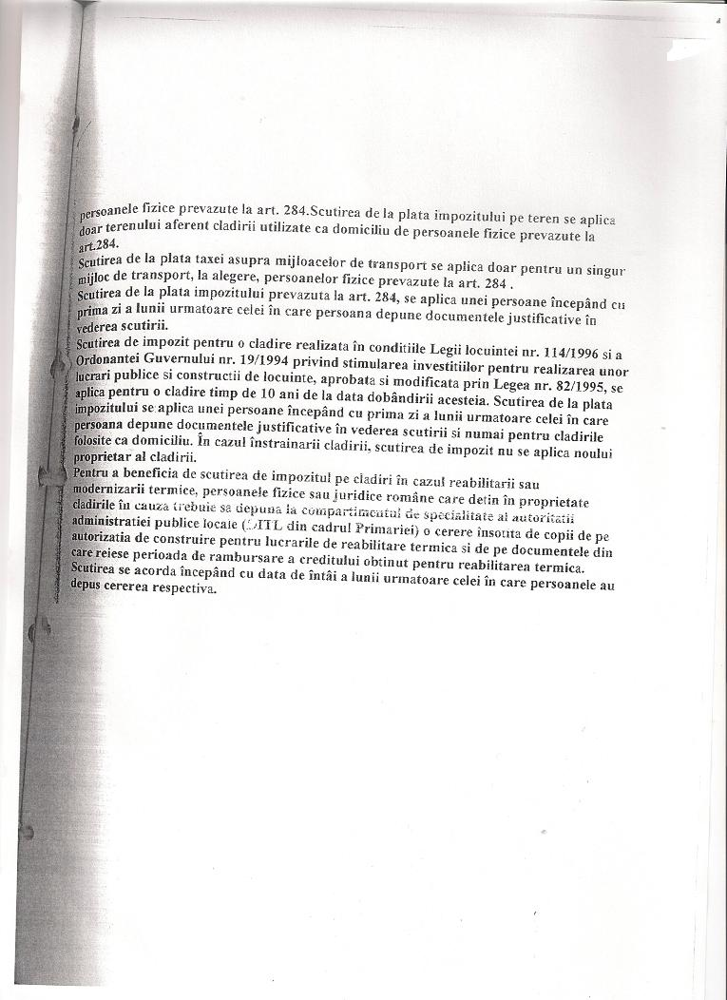 persoanele fizice prevazute la art. 284.Scutirea de la plata impozitului pe teren se aplica
doar terenului aferent cladirii utilizate ca domiciliu de persoanele fizice prevazute la
art.284.
Scutirea de la plata taxei asupra mijloacelor de transport se aplica doar pentru un singur
mijloc de transport, la alegere, persoanelor fizice prevazute la art. 284 .
Scutirea de la plata impozitului prevazuta la art. 284, se aplica unei persoane începând cu
prima zi a lunii urmatoare celei în care persoana depune documentele justificative în
vederea scutirii.
Scutirea de impozit pentru o cladire realizata în conditiile Legii locuintei nr. 114/1996 si a
Ordonantei Guvernului nr. 19/1994 privind stimularea investitiilor pentru realizarea unor
lucrari publice si constructii de locuinte, aprobata si modificata prin Legea nr. 82/1995, se
aplica pentru o cladire timp de 10 ani de la data dobândirii acesteia. Scutirea de la plata
impozitului se aplica unei persoane începând cu prima zi a lunii urmatoare celei în care
persoana depune documentele justificative în vederea scutirii si numai pentru cladirile
folosite ca domiciliu. În cazul înstrainarii cladirii, scutirea de impozit nu se aplica noului
proprietar al cladirii.
Pentru a beneficia de scutirea de impozitul pe cladiri în cazul reabilitarii sau
modernizarii termice, persoanele fizice sau juridice române care detin în proprietate
cladirile în cauza trebuie sa depuna la compartimentul de specialitate al autoritatii
administratiei publice locale ( din cadrul Primariei) o cerere însotita de copii de pe
autorizatia de construire pentru lucrarile de reabilitare termica si de pe documentele din
care reiese perioada de rambursare a creditului obtinut pentru reabilitarea termica.
Scutirea se acorda începând cu data de întâi a lunii urmatoare celei în care persoanele au
depus cererea respectiva.